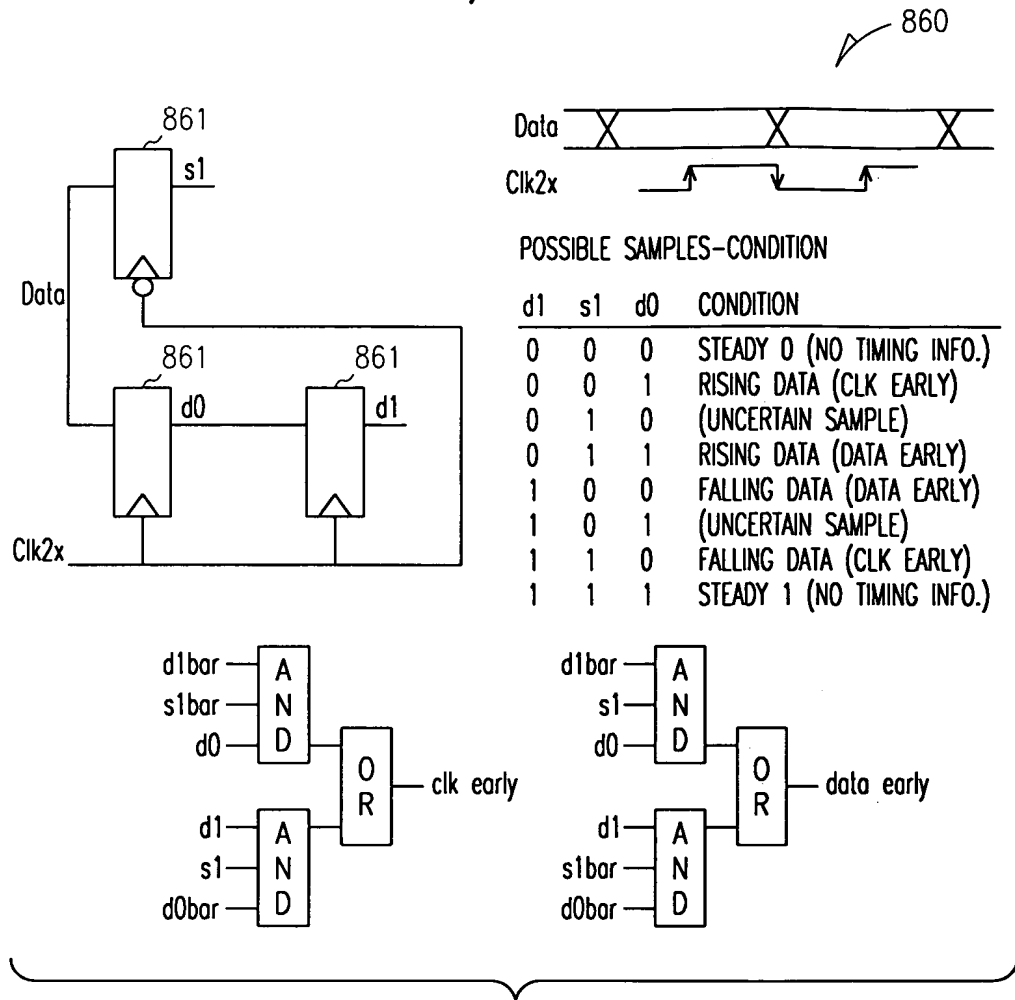 860
861
s1
Data
861
d0
861
d1
Clk2x
Data
Clk2x
POSSIBLE SAMPLES-CONDITION
d1 s1 d0 CONDITION
0 0 0 STEADY 0 (NO TIMING INFO.)
0 0 1 RISING DATA (CLK EARLY)
0 1 0 (UNCERTAIN SAMPLE)
0 1 1 RISING DATA (DATA EARLY)
1 0 0 FALLING DATA (DATA EARLY)
1 0 1 (UNCERTAIN SAMPLE)
1 1 0 FALLING DATA (CLK EARLY)
1 1 1 STEADY 1 (NO TIMING INFO.)
d1bar
s1bar
d0
AND
d1
s1
d0bar
AND
OR
clk early
d1bar
s1
d0
AND
d1
s1bar
d0bar
AND
OR
data early